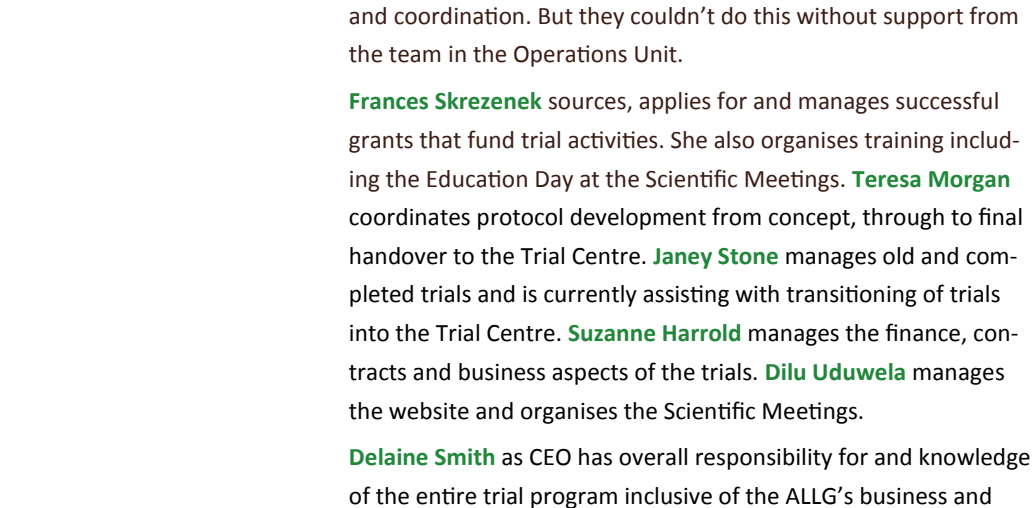 and coordination. But they couldn’t do this without support from
the team in the Operations Unit.
Frances Skrezenek sources, applies for and manages successful
grants that fund trial activities. She also organises training includ-
ing the Education Day at the Scientific Meetings. Teresa Morgan
coordinates protocol development from concept, through to final
handover to the Trial Centre. Janey Stone manages old and com-
pleted trials and is currently assisting with transitioning of trials
into the Trial Centre. Suzanne Harrold manages the finance, con-
tracts and business aspects of the trials. Dilu Uduwela manages
the website and organises the Scientific Meetings.
Delaine Smith as CEO has overall responsibility for and knowledge
of the entire trial program inclusive of the ALLG’s business and